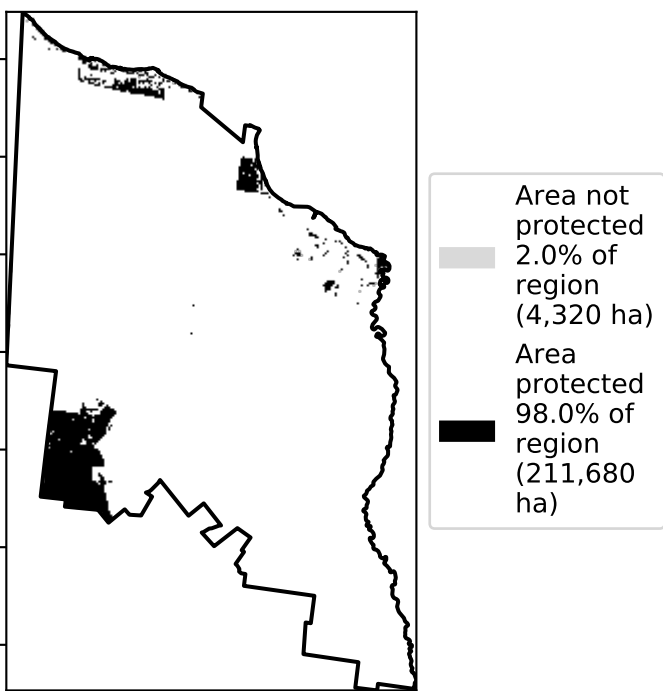 Area not
protected
2.0% of
region
(4,320 ha)
Area
protected
98.0% of
region
(211,680
ha)